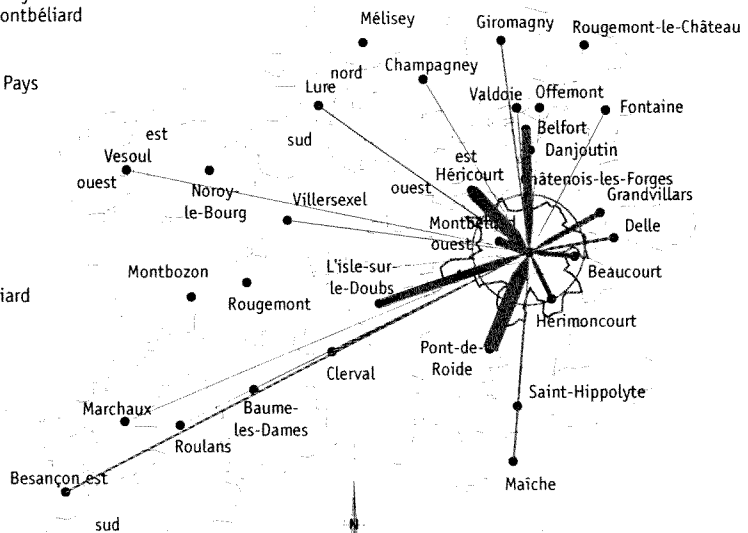 ontbéliard
Mélisey
Giromagny
Rougemont-le-Château
Pays
nord
Champagney
Lure
Valdoie
Offemont
Fontaine
est
sud
Belfort
Danjoutin
Vesoul
ouest
est
Héricourt
hâtenois-les-Forges
Noroy-
le-Bourg
ouest
Grandvillars
Villersexel
Delle
ouest
Montbozon
L'isle-sur-
le-Doubs
Beaucourt
iard
Rougemont
Hérimoncourt
Pont-de-
Roide
Clerval
Saint-Hippolyte
Marchaux
Baume-
les-Dames
Roulans
Besançon est
Maîche
sud
N